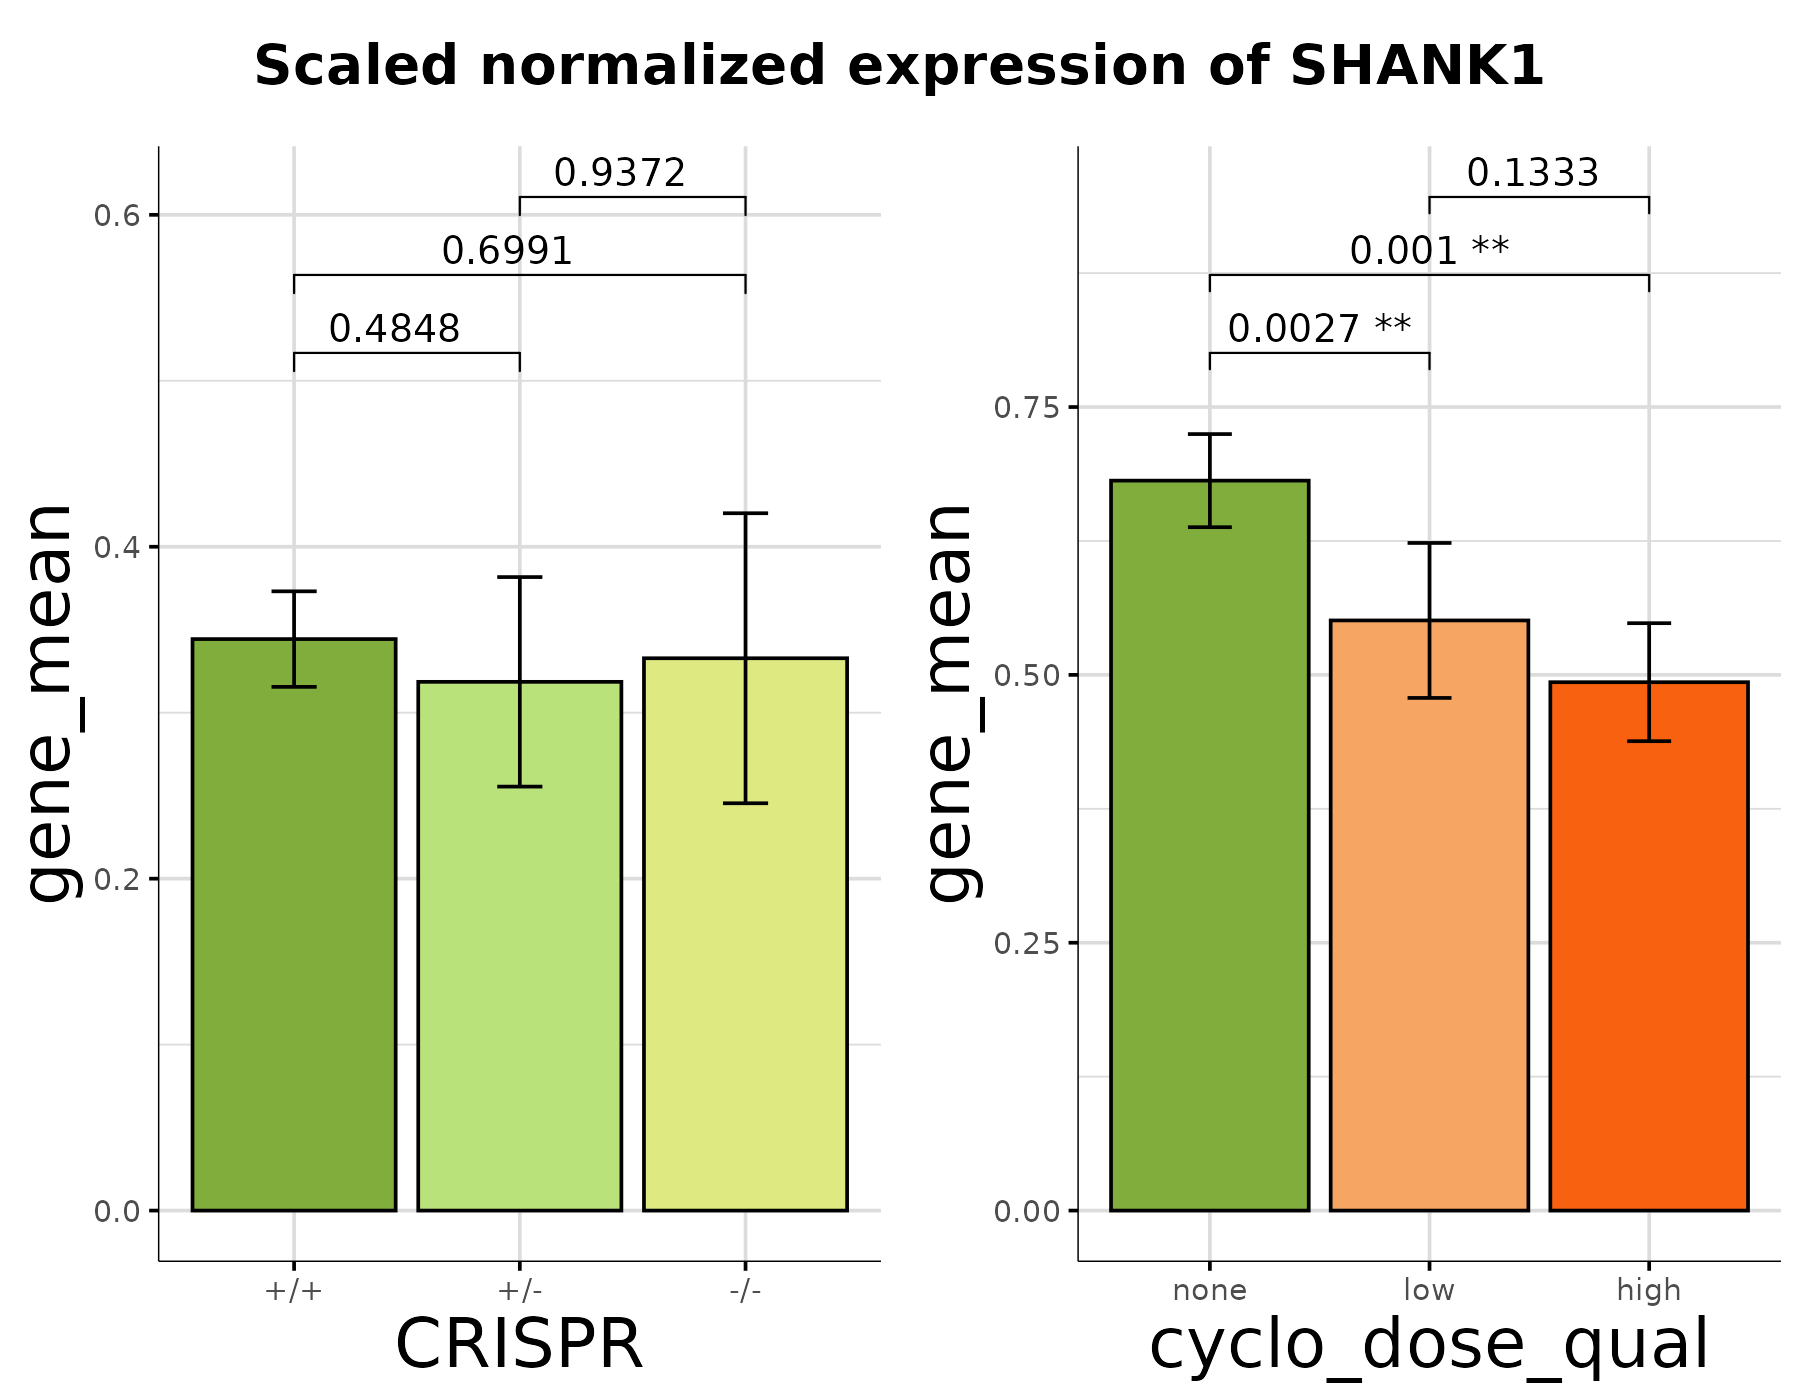 Scaled normalized expression of SHANK1
gene_mean
0.6
0.4
0.2
0.0
0.9372
0.6991
0.4848
+/+
+/-
-/-
CRISPR
gene_mean
0.75
0.50
0.25
0.00
0.1333
0.001 **
0.0027 **
none
low
high
cyclo_dose_qual